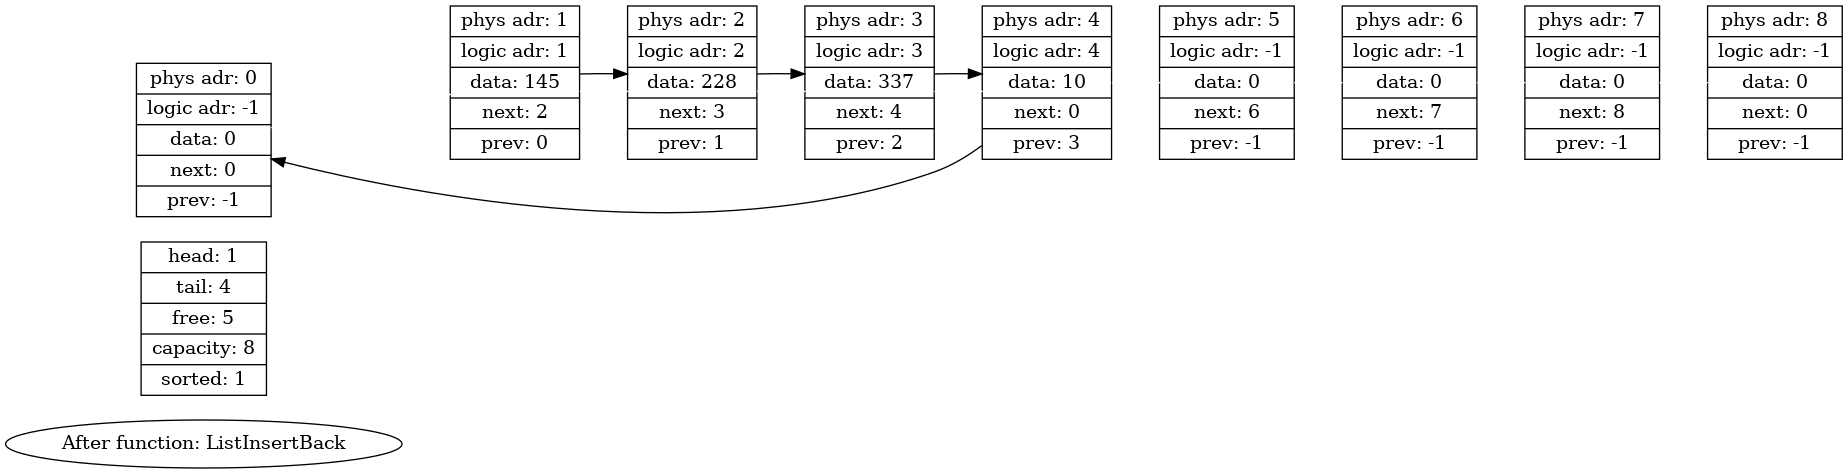 phys adr: 0
logic adr: -1
data: 0
next: 0
prev: -1
phys adr: 1
logic adr: 1
data: 145
next: 2
prev: 0
phys adr: 2
logic adr: 2
data: 228
next: 3
prev: 1
phys adr: 3
logic adr: 3
data: 337
next: 4
prev: 2
phys adr: 4
logic adr: 4
data: 10
next: 0
prev: 3
phys adr: 5
logic adr: -1
data: 0
next: 6
prev: -1
phys adr: 6
logic adr: -1
data: 0
next: 7
prev: -1
phys adr: 7
logic adr: -1
data: 0
next: 8
prev: -1
phys adr: 8
logic adr: -1
data: 0
next: 0
prev: -1
head: 1
tail: 4
free: 5
capacity: 8
sorted: 1
After function: ListInsertBack